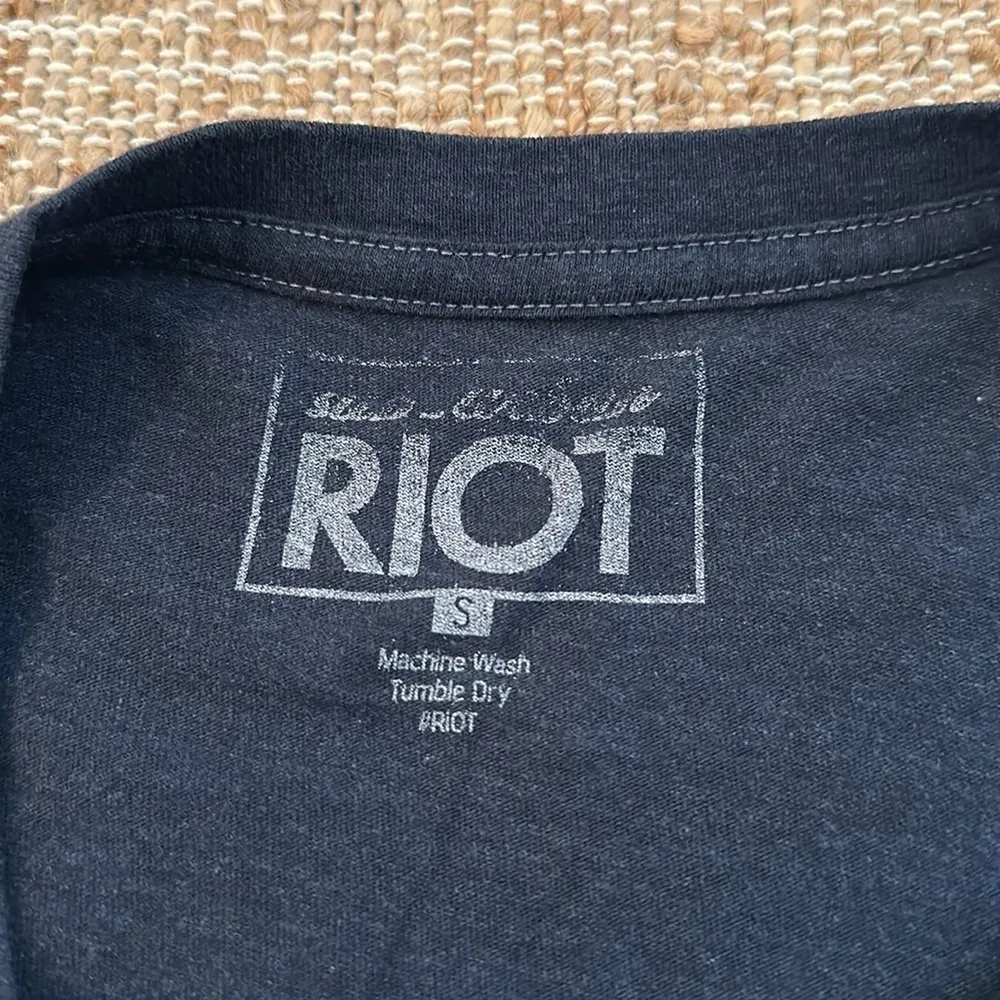 RIOT
S
Machine Wash
Tumble Dry
#RIOT